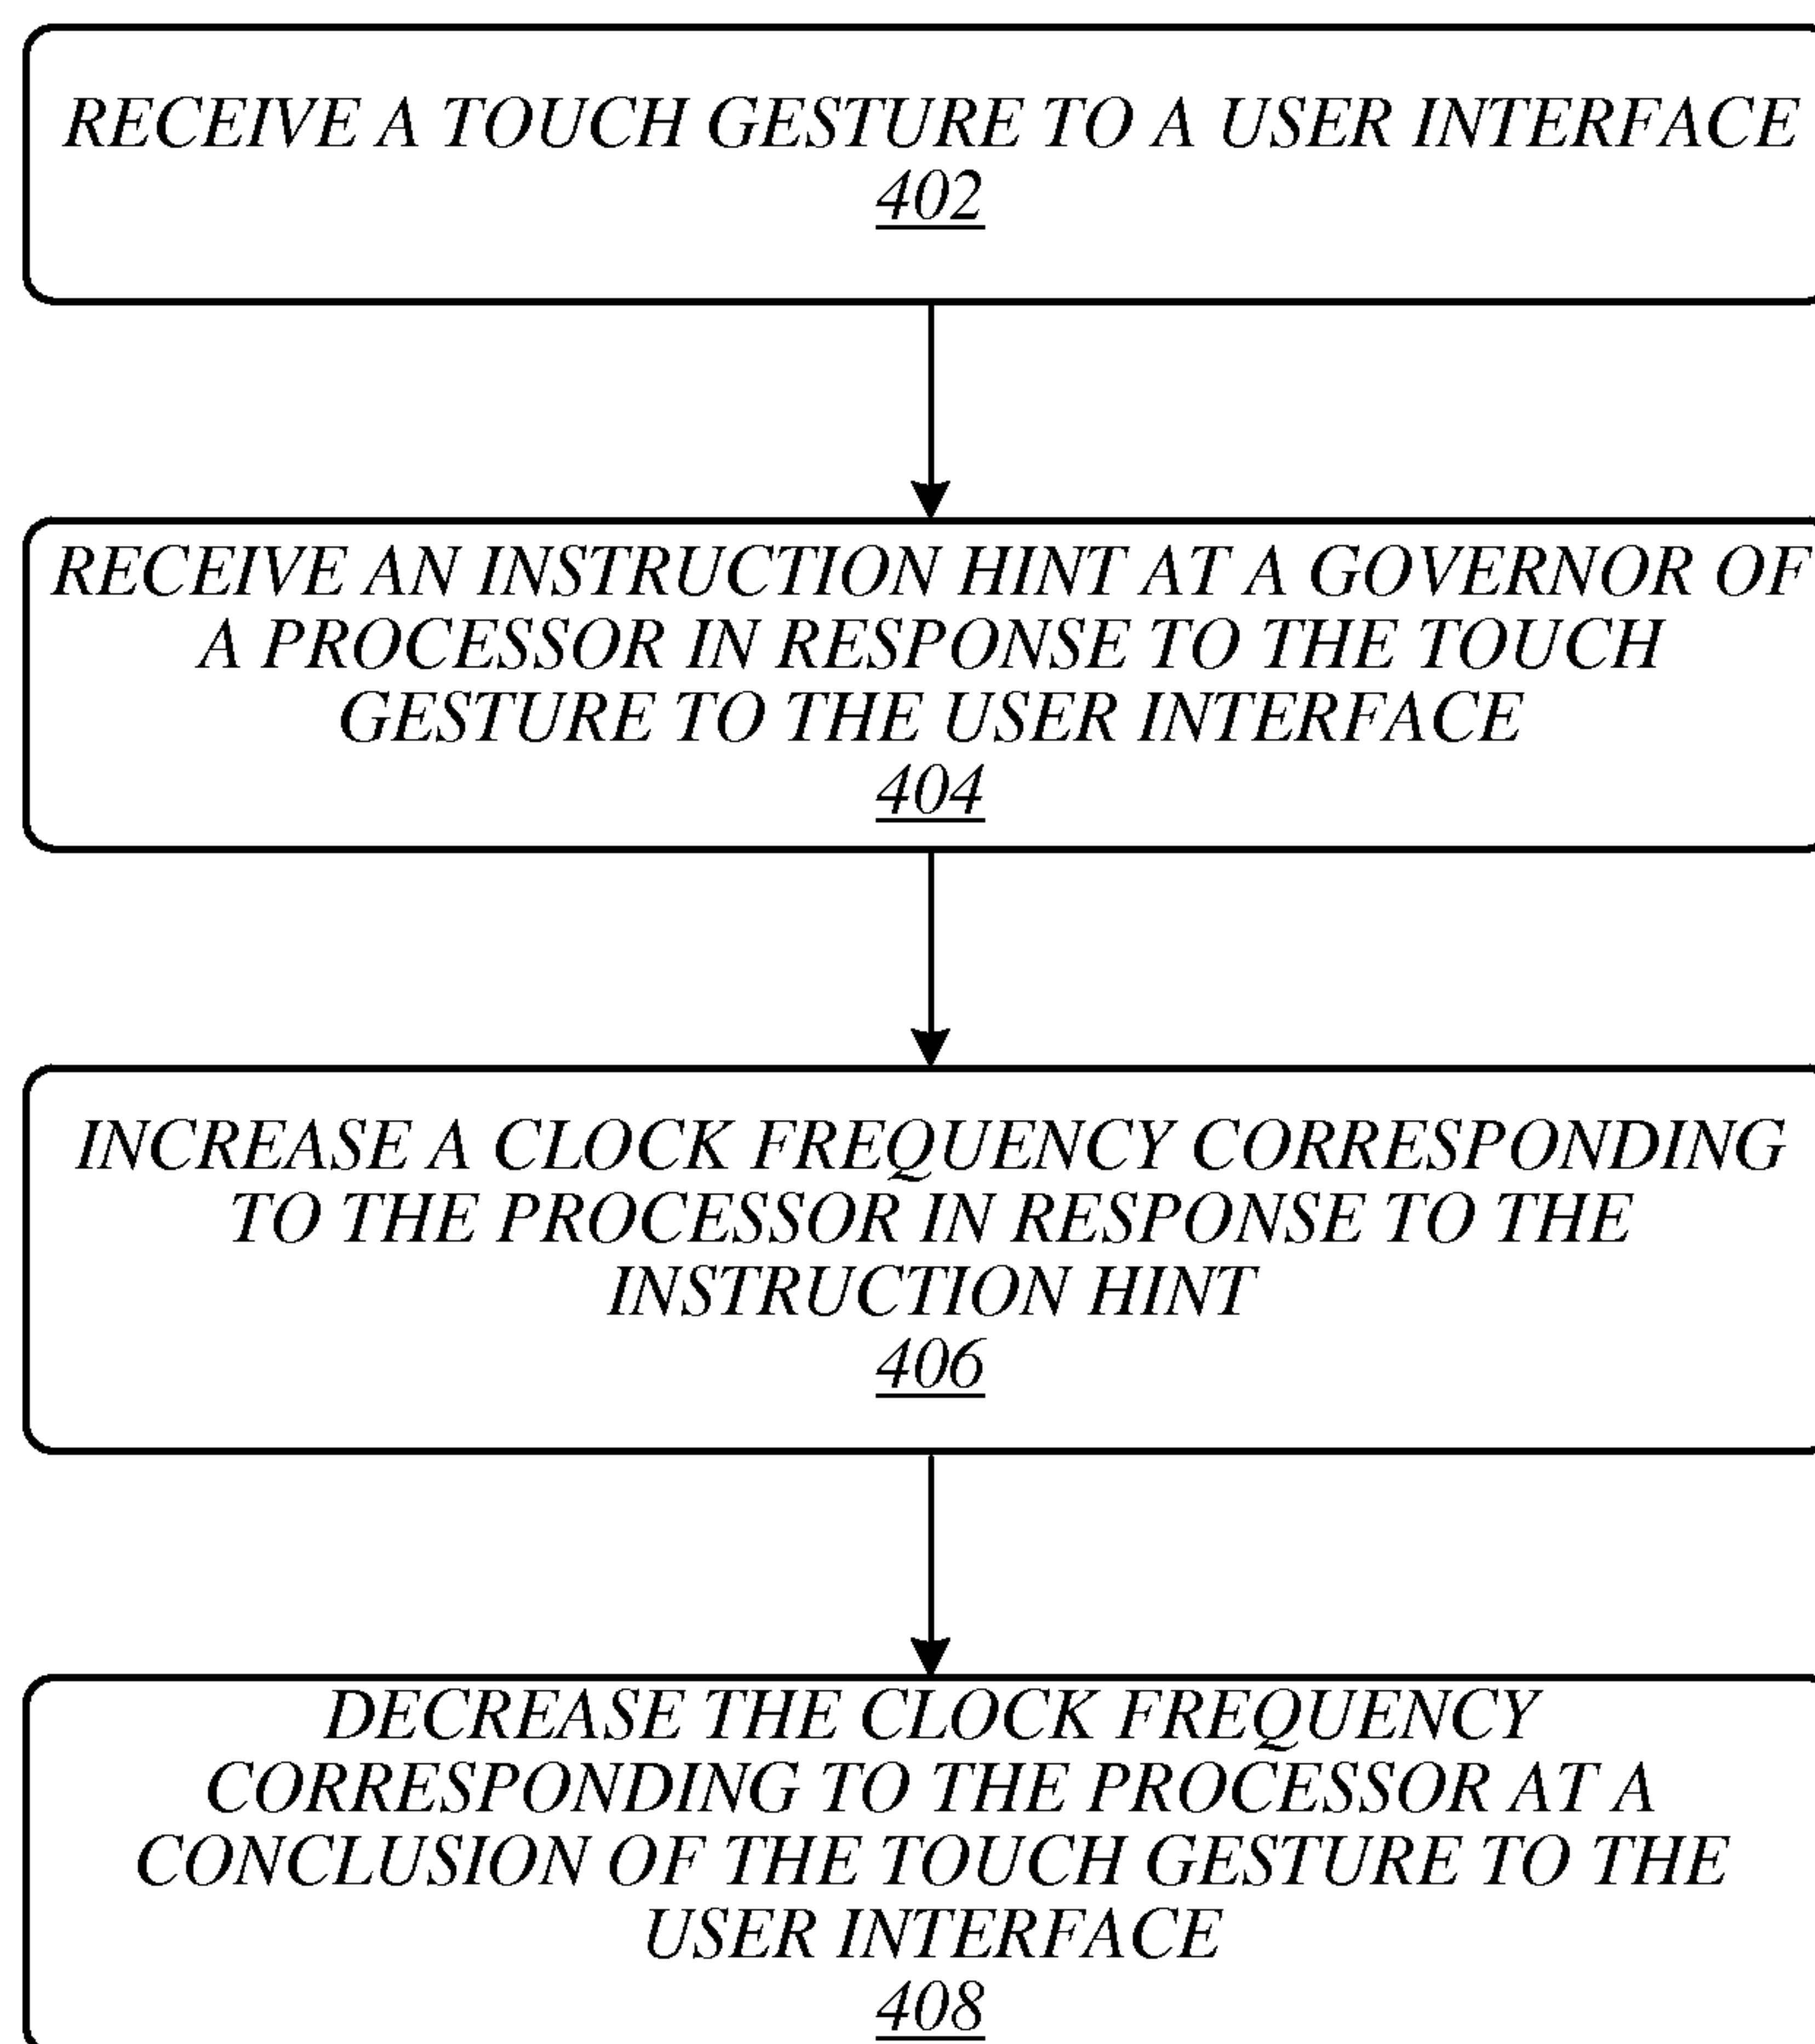 RECEIVE A TOUCH GESTURE TO A USER INTERFACE
402
RECEIVE AN INSTRUCTION HINT AT A GOVERNOR OF
A PROCESSOR IN RESPONSE TO THE TOUCH
GESTURE TO THE USER INTERFACE
404
INCREASE A CLOCK FREQUENCY CORRESPONDING
TO THE PROCESSOR IN RESPONSE TO THE
INSTRUCTION HINT
406
DECREASE THE CLOCK FREQUENCY
CORRESPONDING TO THE PROCESSOR AT A
CONCLUSION OF THE TOUCH GESTURE TO THE
USER INTERFACE
408